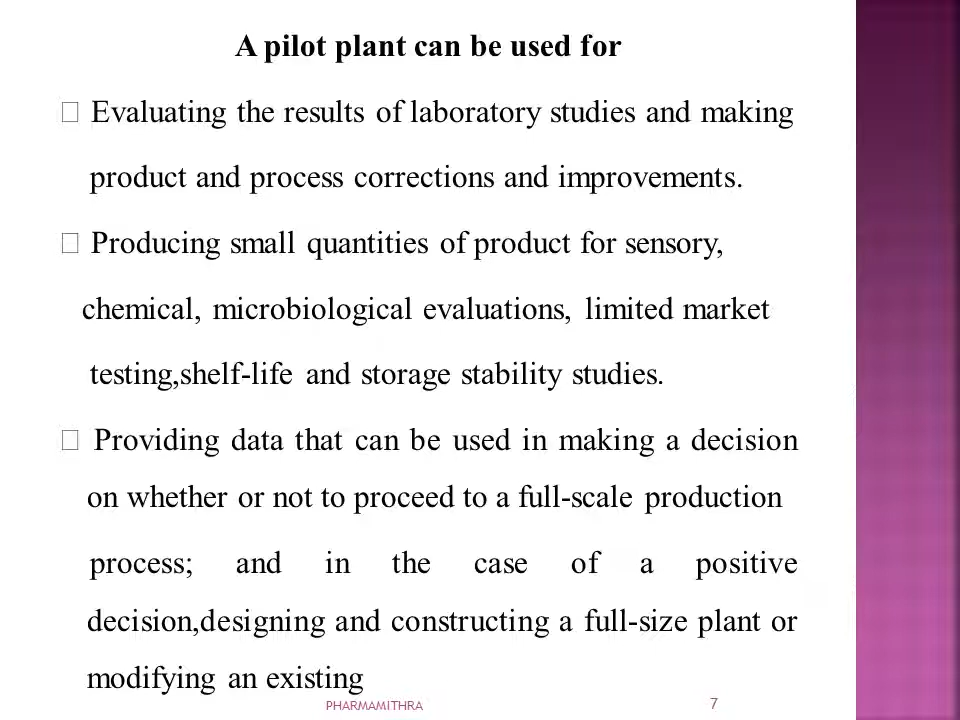 A pilot plant can be used for
Evaluating the results of laboratory studies and making
product and process corrections and improvements.
Producing small quantities of product for sensory,
chemical, microbiological evaluations, limited market
testing,shelf-life and storage stability studies.
Providing data that can be used in making a decision
on whether or not to proceed to a full-scale production
process; and in the case of a positive
decision,designing and constructing a full-size plant or
modifying an existing
PHARMAMITHRA 7